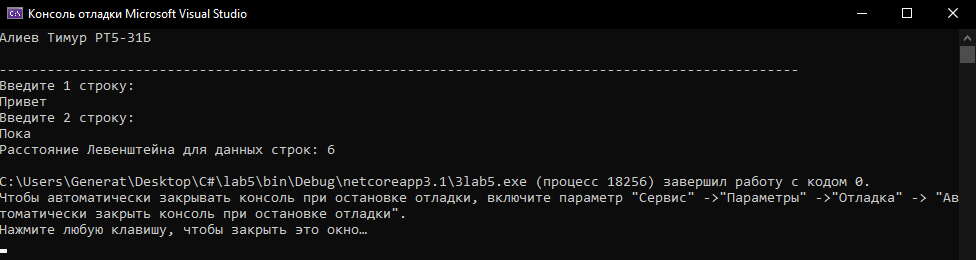 Консоль отладки Microsoft Visual Studio
Алиев Тимур РТ5-31Б
----------------------------------------------------------------------------------------------------
Введите 1 строку:
Привет
Введите 2 строку:
Пока
Расстояние Левенштейна для данных строк: 6
C:\Users\Generat\Desktop\C#\lab5\bin\Debug\netcoreapp3.1\3lab5.exe (процесс 18256) завершил работу с кодом 0.
Чтобы автоматически закрывать консоль при остановке отладки, включите параметр "Сервис" ->"Параметры" ->"Отладка" -> "Ав
томатически закрыть консоль при остановке отладки".
Нажмите любую клавишу, чтобы закрыть это окно…